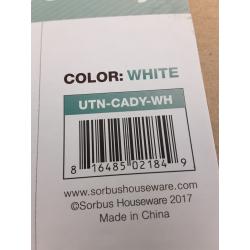 COLOR: WHITE
UTN-CADY-WH
8 16485 02184 9
www.sorbushouseware.com
©Sorbus Houseware 2017
Made in China